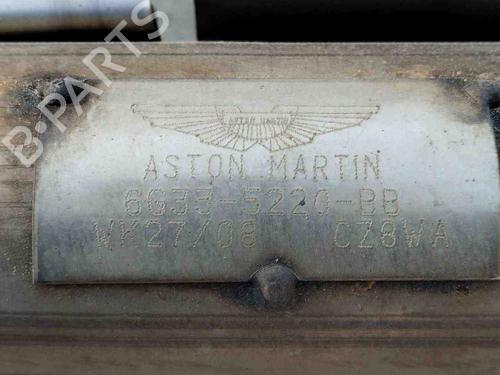 B-PARTS
ASTON MARTIN
ASTON MARTIN
6G33-5220-BB
WK27/08 CZ8WA